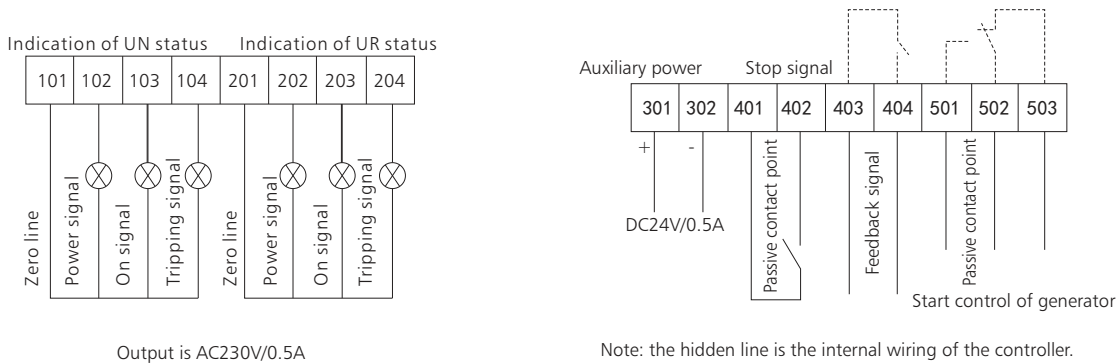 Indication of UN status Indication of UR status
101 102 103 104 201 202 203 204
Zero line
Power signal
On signal
Tripping signal
Zero line
Power signal
On signal
Tripping signal
Output is AC230V/0.5A
Auxiliary power Stop signal
301 302 401 402 403 404 501 502 503
+ -
DC24V/0.5A
Passive contact point
Feedback signal
Passive contact point
Start control of generator
Note: the hidden line is the internal wiring of the controller.